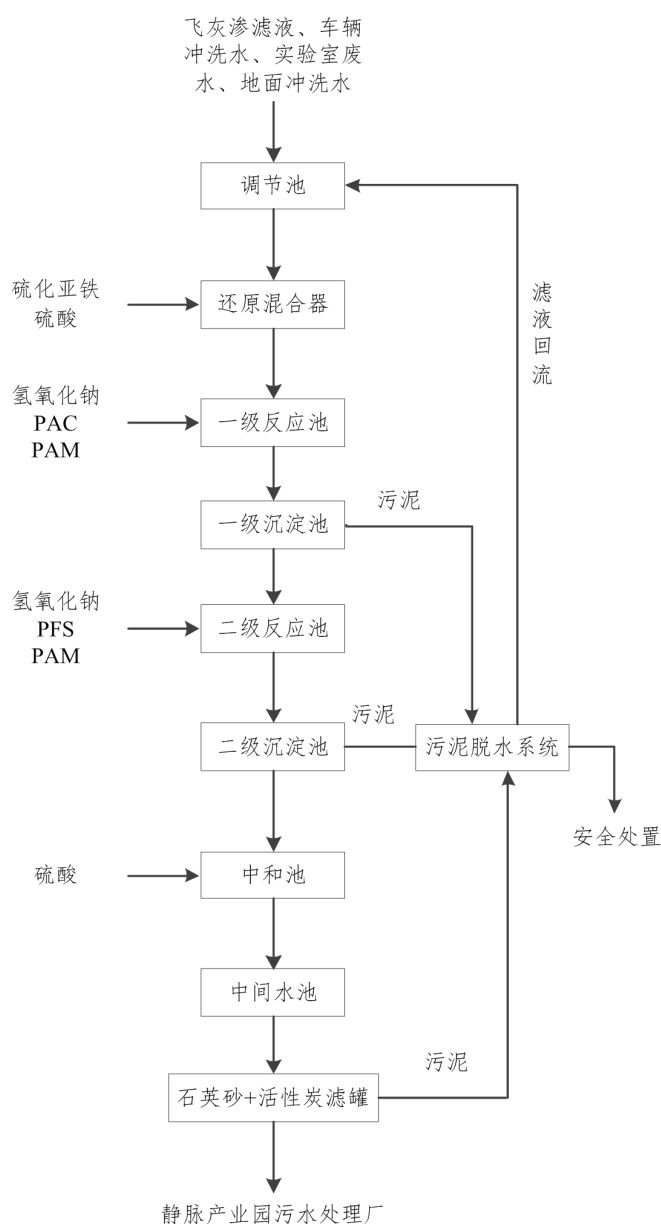 飞灰渗滤液、车辆
冲洗水、实验室废
水、地面冲洗水
调节池
硫化亚铁
硫酸
还原混合器
滤液回流
氢氧化钠
PAC
PAM
一级反应池
一级沉淀池
污泥
氢氧化钠
PFS
PAM
二级反应池
二级沉淀池
污泥
污泥脱水系统
安全处置
硫酸
中和池
中间水池
石英砂+活性炭滤罐
污泥
静脉产业园污水处理厂